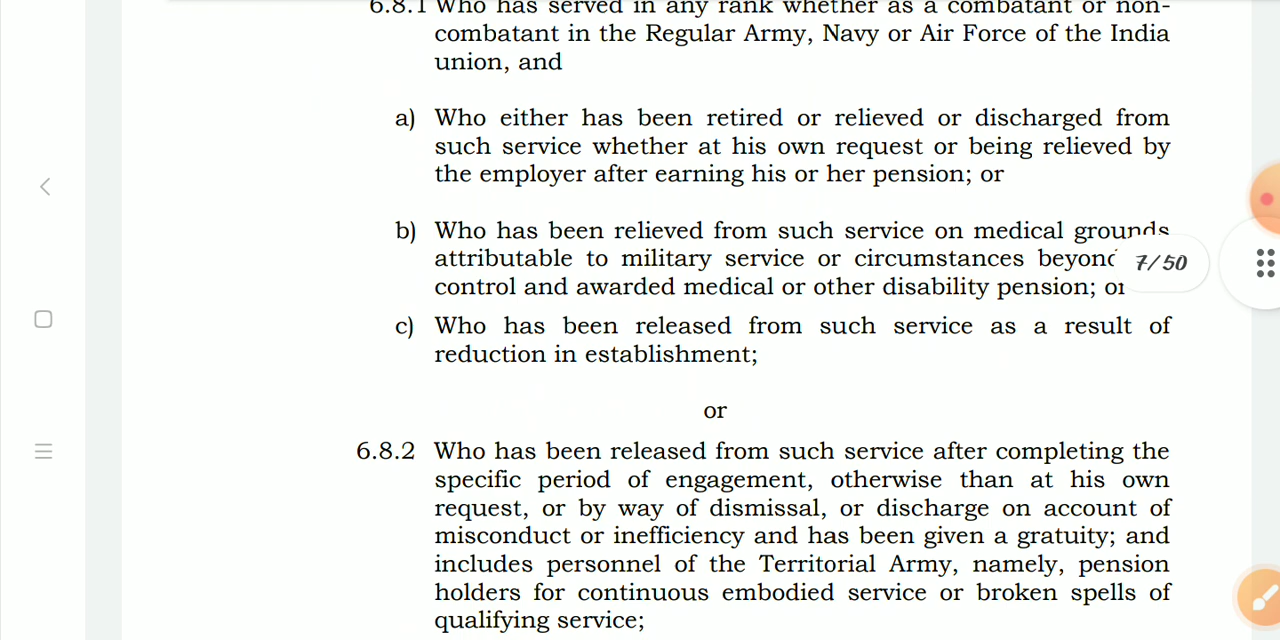 6.8.1 Who has served in any rank whether as a combatant or non-
combatant in the Regular Army, Navy or Air Force of the India
union, and
a) Who either has been retired or relieved or discharged from
such service whether at his own request or being relieved by
the employer after earning his or her pension; or
b) Who has been relieved from such service on medical grounds
attributable to military service or circumstances beyond
7/50
control and awarded medical or other disability pension; or
c) Who has been released from such service as a result of
reduction in establishment;
or
6.8.2 Who has been released from such service after completing the
specific period of engagement, otherwise than at his own
request, or by way of dismissal, or discharge on account of
misconduct or inefficiency and has been given a gratuity; and
includes personnel of the Territorial Army, namely, pension
holders for continuous embodied service or broken spells of
qualifying service;